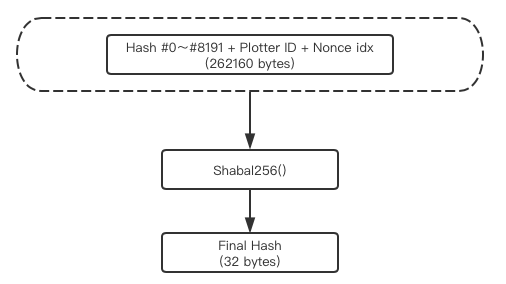 Hash #0～#8191 + Plotter ID + Nonce idx
(262160 bytes)
Shabal256()
Final Hash
(32 bytes)